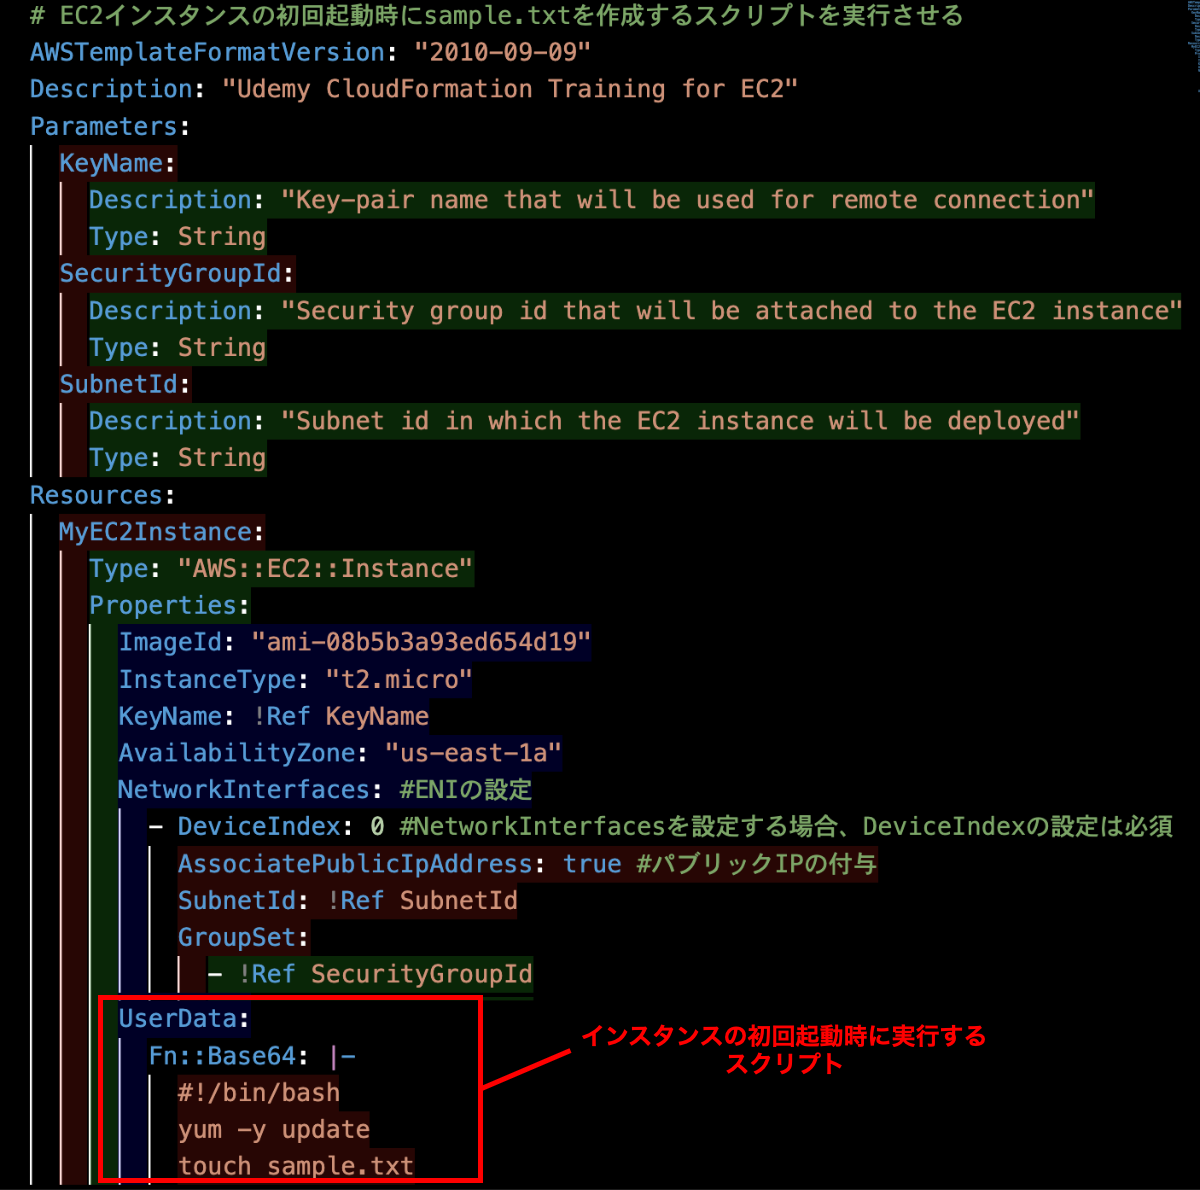 # EC2インスタンスの初回起動時にsample.txtを作成するスクリプトを実行させる
AWSTemplateFormatVersion: "2010-09-09"
Description: "Udemy CloudFormation Training for EC2"
Parameters:
  KeyName:
    Description: "Key-pair name that will be used for remote connection"
    Type: String
  SecurityGroupId:
    Description: "Security group id that will be attached to the EC2 instance"
    Type: String
  SubnetId:
    Description: "Subnet id in which the EC2 instance will be deployed"
    Type: String
Resources:
  MyEC2Instance:
    Type: "AWS::EC2::Instance"
    Properties:
      ImageId: "ami-08b5b3a93ed654d19"
      InstanceType: "t2.micro"
      KeyName: !Ref KeyName
      AvailabilityZone: "us-east-1a"
      NetworkInterfaces: #ENIの設定
        - DeviceIndex: 0 #NetworkInterfacesを設定する場合、DeviceIndexの設定は必須
          AssociatePublicIpAddress: true #パブリックIPの付与
          SubnetId: !Ref SubnetId
          GroupSet:
            - !Ref SecurityGroupId
      UserData:
        Fn::Base64: |-
          #!/bin/bash
          yum -y update
          touch sample.txt
インスタンスの初回起動時に実行する
スクリプト